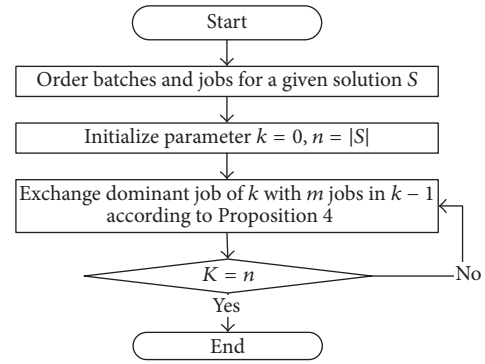 Start
Order batches and jobs for a given solution S
Initialize parameter k = 0, n = |S|
Exchange dominant job of k with m jobs in k − 1
according to Proposition 4
K = n
No
Yes
End